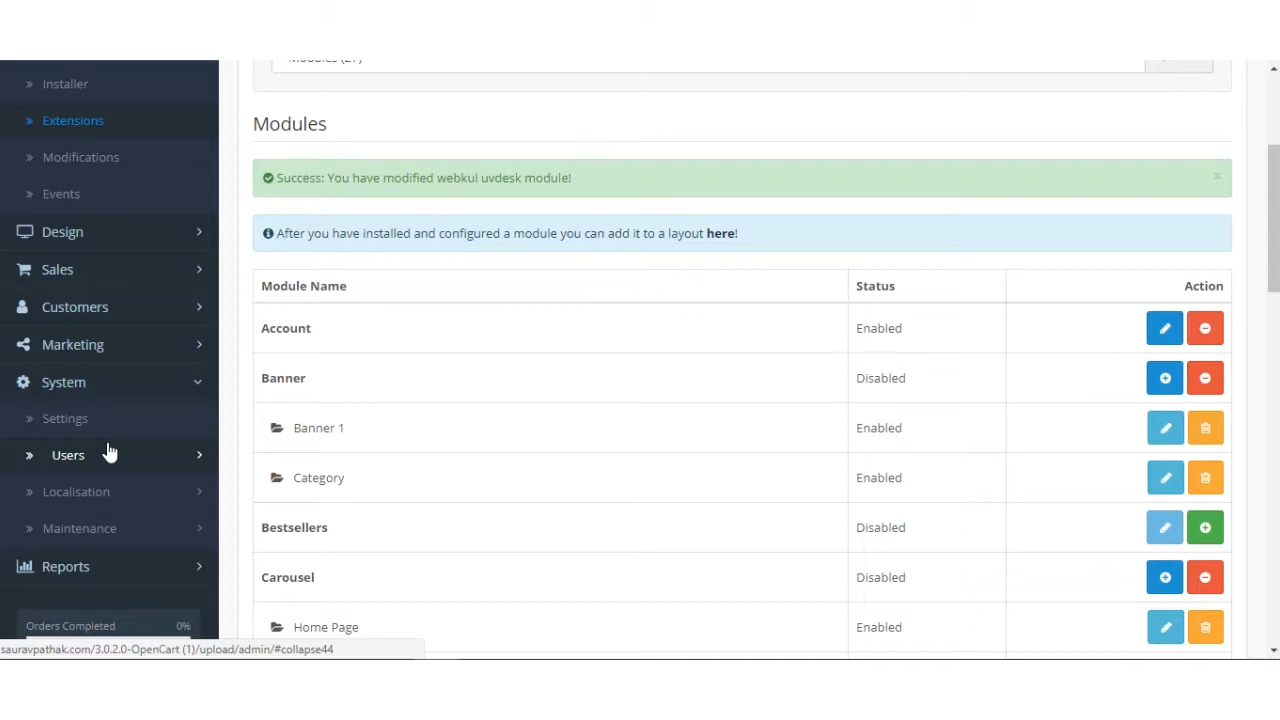 Installer
Extensions
Modifications
Events
Design
Sales
Customers
Marketing
System
Settings
Users
Localisation
Maintenance
Reports
Orders Completed 0%
sauravpathak.com/3.0.2.0-OpenCart (1)/upload/admin/#collapse44
Modules
Success: You have modified webkul uvdesk module!
After you have installed and configured a module you can add it to a layout here!
Module Name Status Action
Account Enabled
Banner Disabled
Banner 1 Enabled
Category Enabled
Bestsellers Disabled
Carousel Disabled
Home Page Enabled